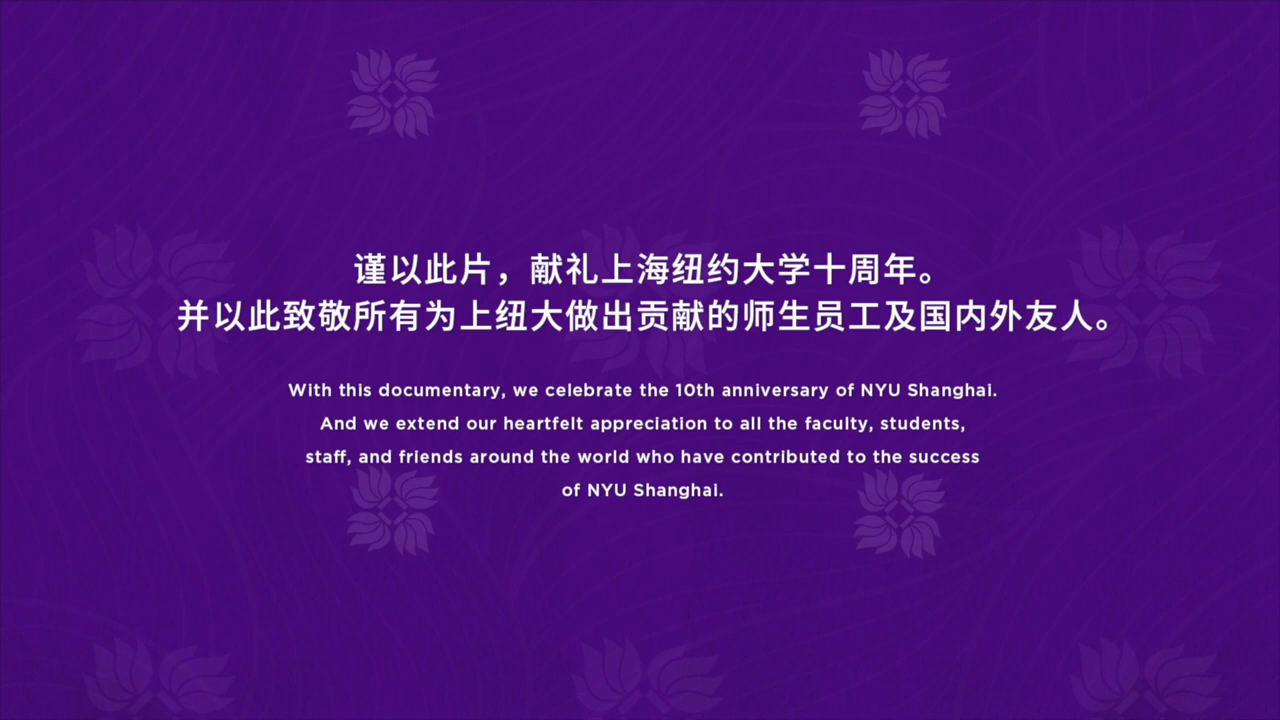 谨以此片，献礼上海纽约大学十周年。
并以此致敬所有为上纽大做出贡献的师生员工及国内外友人。
With this documentary, we celebrate the 10th anniversary of NYU Shanghai.
And we extend our heartfelt appreciation to all the faculty, students,
staff, and friends around the world who have contributed to the success
of NYU Shanghai.